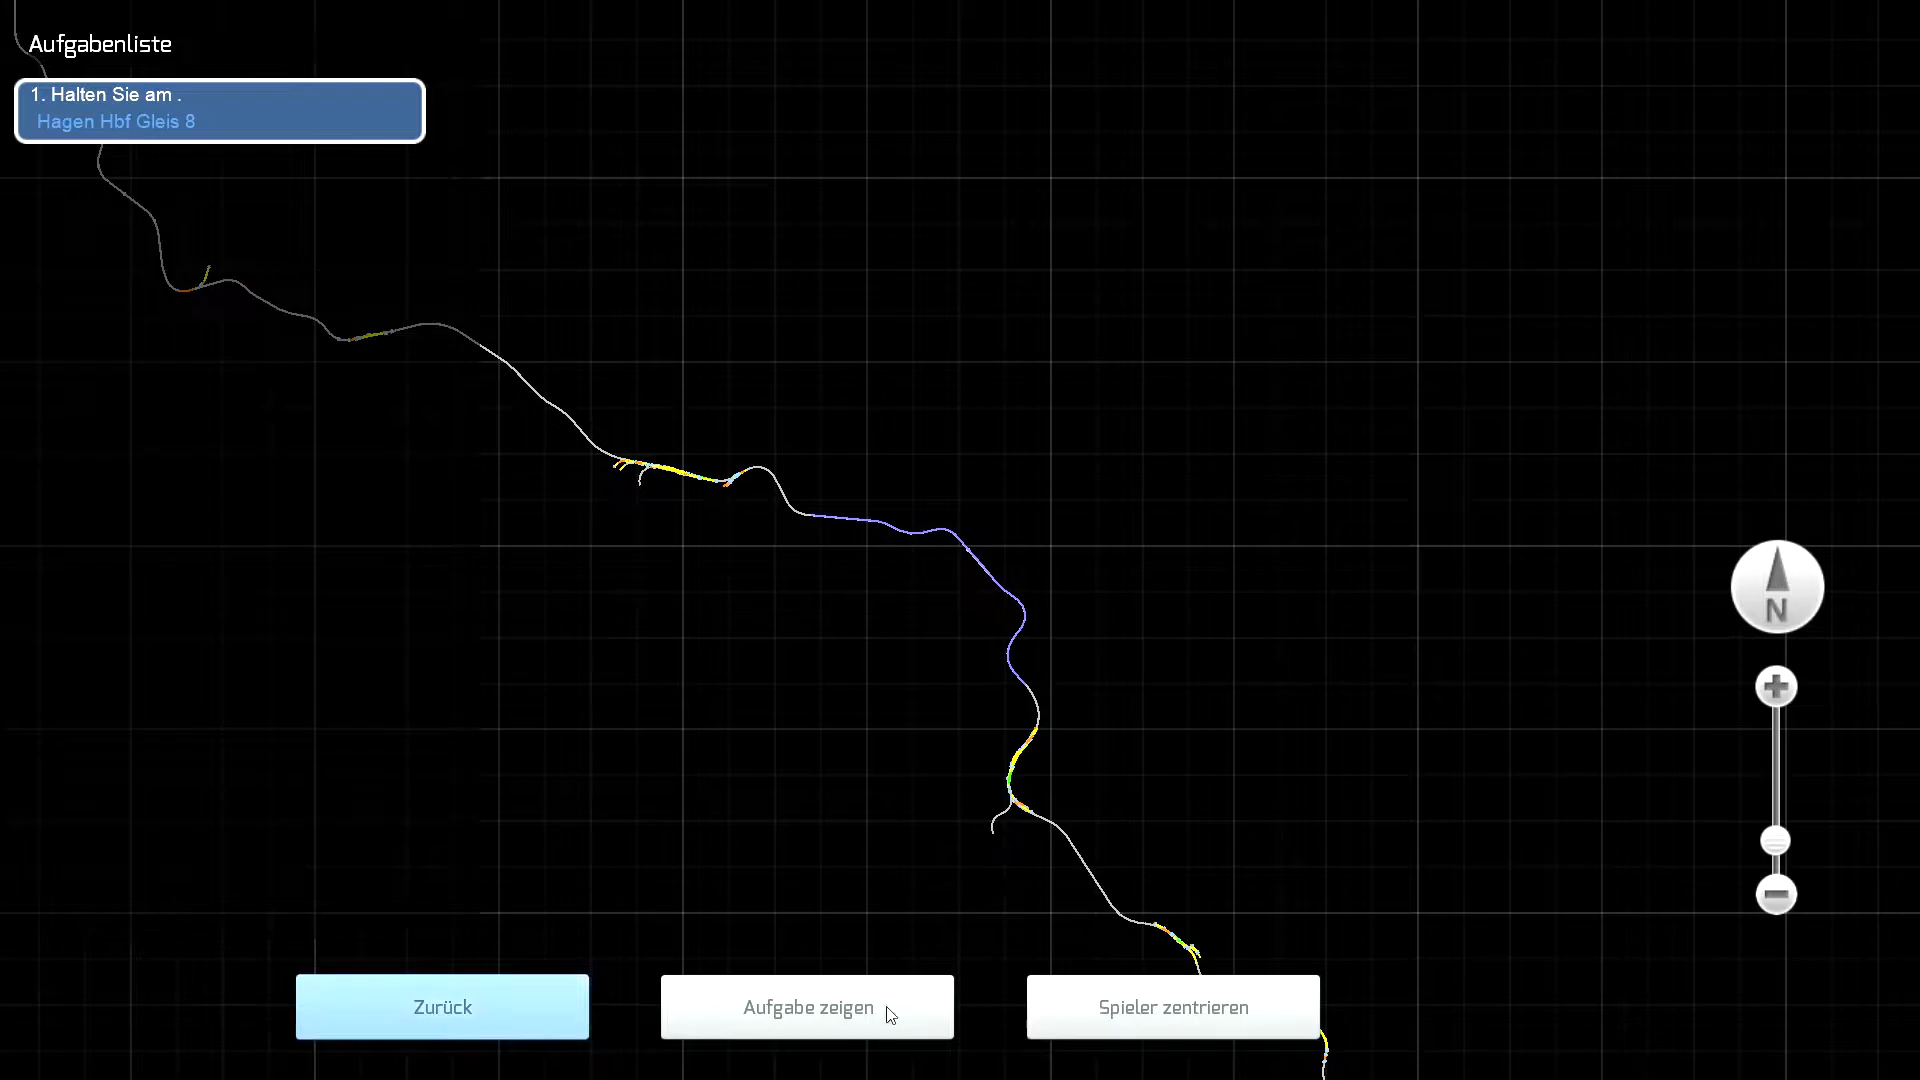 Aufgabenliste
1. Halten Sie am .
Hagen Hbf Gleis 8
N
Zurück
Aufgabe zeigen
Spieler zentrieren